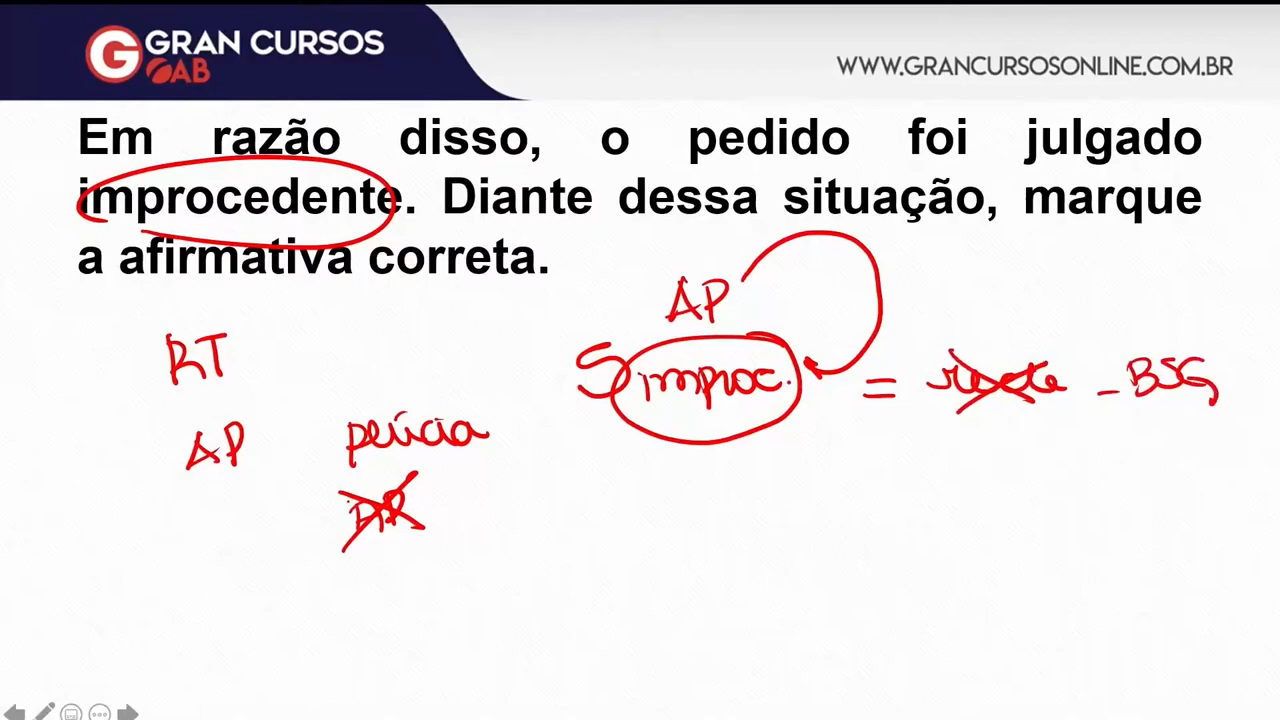 GRAN CURSOS
OAB
WWW.GRANCURSOSONLINE.COM.BR
Em razão disso, o pedido foi julgado
improcedente. Diante dessa situação, marque
a afirmativa correta.
AP
RT
S improc. = recte - BSG
AP perícia